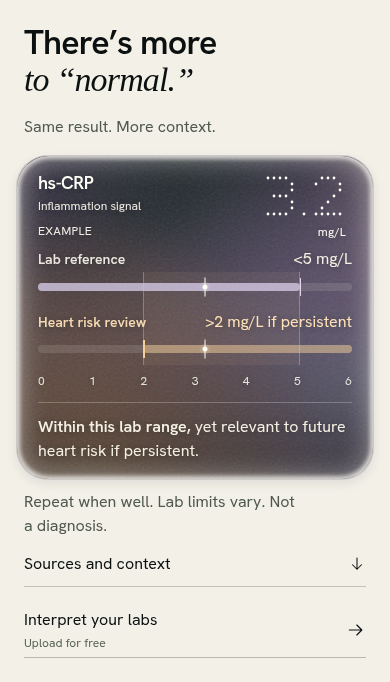 There’s more
to “normal.”
Same result. More context.
hs-CRP
3.2
Inflammation signal
EXAMPLE
mg/L
Lab reference
<5 mg/L
Heart risk review
>2 mg/L if persistent
0 1 2 3 4 5 6
Within this lab range, yet relevant to future
heart risk if persistent.
Repeat when well. Lab limits vary. Not
a diagnosis.
Sources and context
↓
Interpret your labs
→
Upload for free